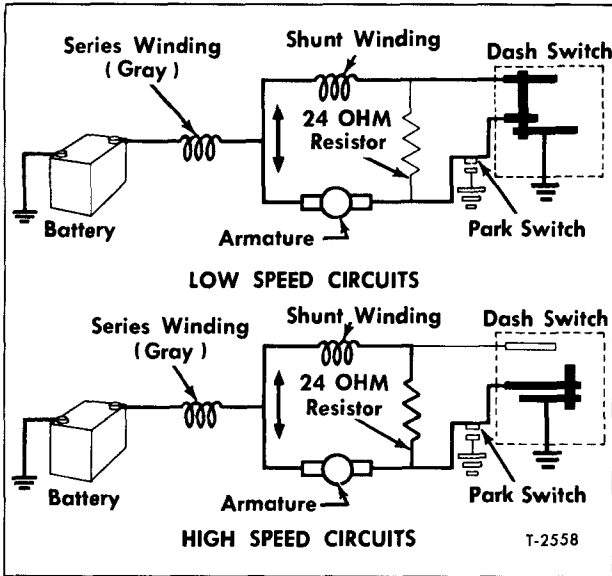 Series Winding
( Gray )
Shunt Winding
Dash Switch
24 OHM
Resistor
Battery
Armature
Park Switch
LOW SPEED CIRCUITS
Series Winding
( Gray )
Shunt Winding
Dash Switch
24 OHM
Resistor
Battery
Armature
Park Switch
HIGH SPEED CIRCUITS
T-2558